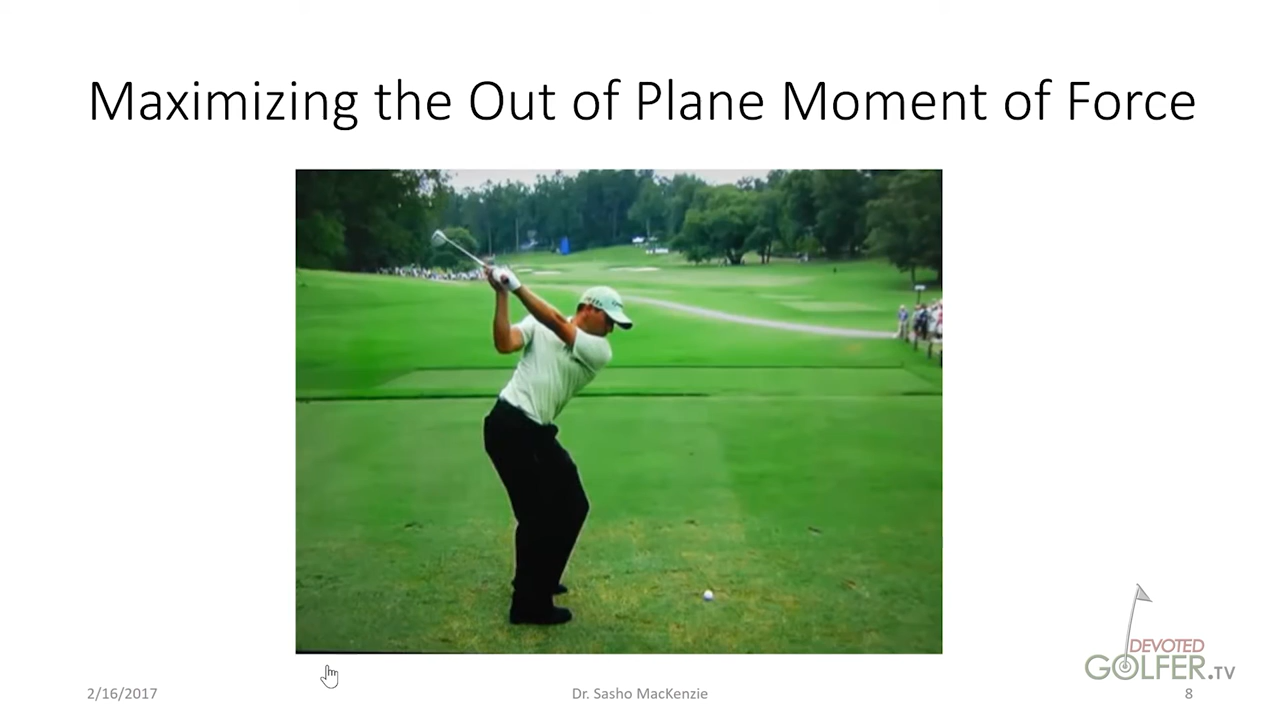 Maximizing the Out of Plane Moment of Force
DEVOTED
GOLFER.TV
2/16/2017
Dr. Sasho MacKenzie
8